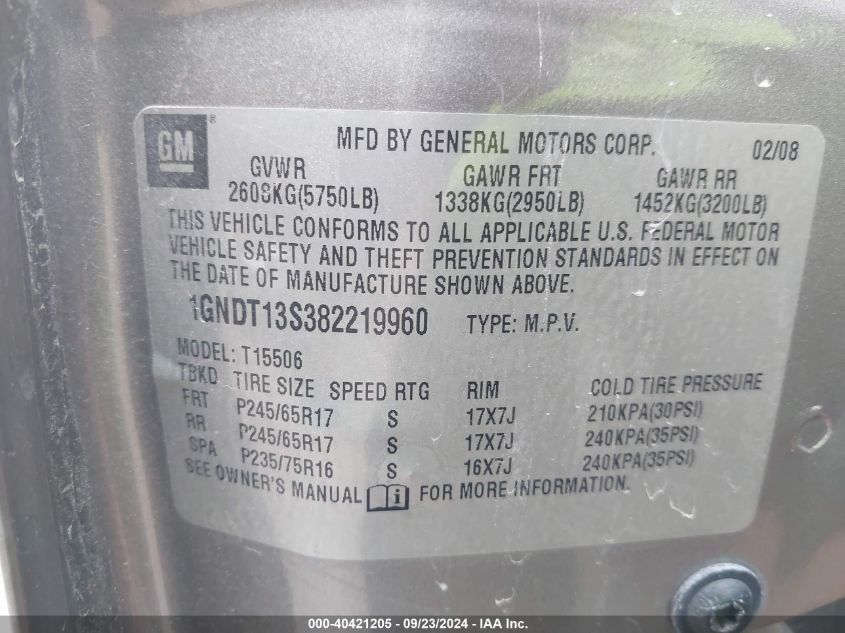 GM®
MFD BY GENERAL MOTORS CORP. 02/08
GVWR GAWR FRT GAWR RR
2608KG(5750LB) 1338KG(2950LB) 1452KG(3200LB)
THIS VEHICLE CONFORMS TO ALL APPLICABLE U.S. FEDERAL MOTOR
VEHICLE SAFETY AND THEFT PREVENTION STANDARDS IN EFFECT ON
THE DATE OF MANUFACTURE SHOWN ABOVE.
1GNDT13S382219960 TYPE: M.P.V.
MODEL: T15506
TBKD TIRE SIZE SPEED RTG RIM COLD TIRE PRESSURE
FRT P245/65R17 S 17X7J 210KPA(30PSI)
RR P245/65R17 S 17X7J 240KPA(35PSI)
SPA P235/75R16 S 16X7J 240KPA(35PSI)
SEE OWNER'S MANUAL i FOR MORE INFORMATION.
000-40421205 - 09/23/2024 - IAA Inc.